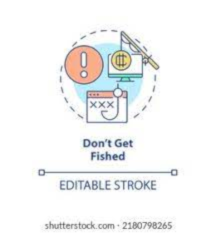 Don't Get
Fished
EDITABLE STROKE
shutterstock.com · 2180798265